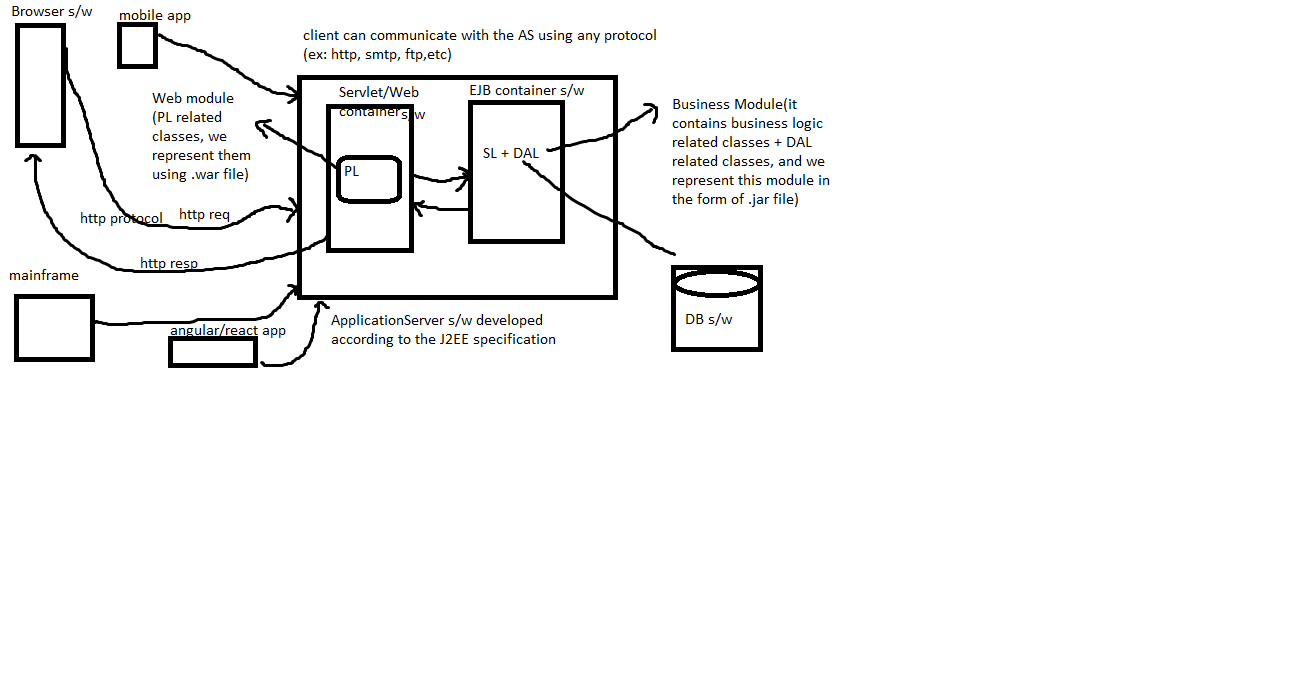 Browser s/w
mobile app
client can communicate with the AS using any protocol
(ex: http, smtp, ftp,etc)
Servlet/Web
container s/w
EJB container s/w
Web module
(PL related
classes, we
represent them
using .war file)
PL
SL + DAL
Business Module(it
contains business logic
related classes + DAL
related classes, and we
represent this module in
the form of .jar file)
http protocol
http req
http resp
mainframe
angular/react app
ApplicationServer s/w developed
according to the J2EE specification
DB s/w